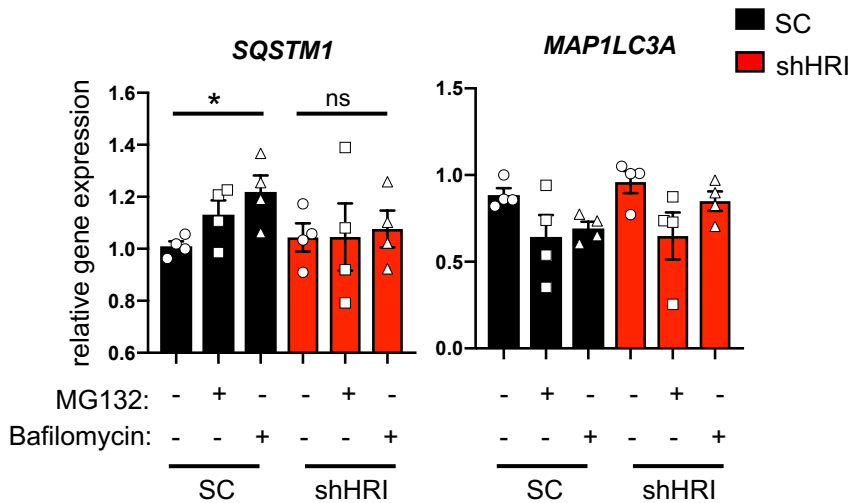 SC
shHRI
SQSTM1
MAP1LC3A
relative gene expression
1.6
1.4
1.2
1.0
0.8
0.6
* ns
1.5
1.0
0.5
0.0
MG132: - + - - + - - + - - + -
Bafilomycin: - - + - - + - - + - - +
SC shHRI SC shHRI